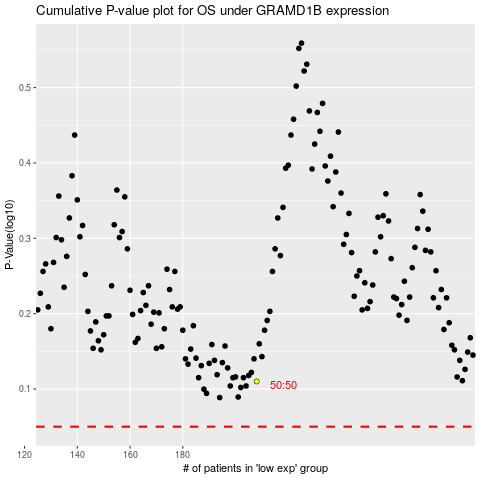 Cumulative P-value plot for OS under GRAMD1B expression
P-Value(log10)
0.5
0.4
0.3
0.2
0.1
50:50
120 140 160 180
# of patients in 'low exp' group